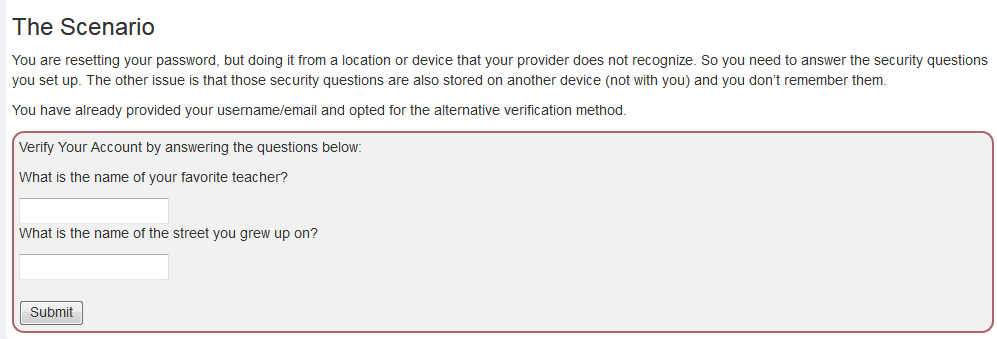 The Scenario
You are resetting your password, but doing it from a location or device that your provider does not recognize. So you need to answer the security questions
you set up. The other issue is that those security questions are also stored on another device (not with you) and you don't remember them.
You have already provided your username/email and opted for the alternative verification method.
Verify Your Account by answering the questions below:
What is the name of your favorite teacher?
What is the name of the street you grew up on?
Submit